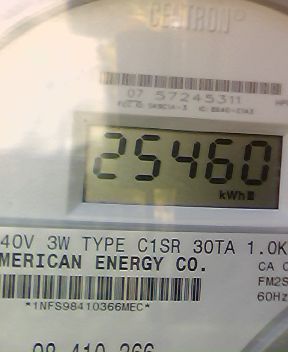 CENTRON®
07 57245311
25460
kWh
40V 3W TYPE C1SR 30TA 1.0K
MERICAN ENERGY CO.
CA 0
FM2S
60Hz
*1NFS98410366MEC*
98 410 366